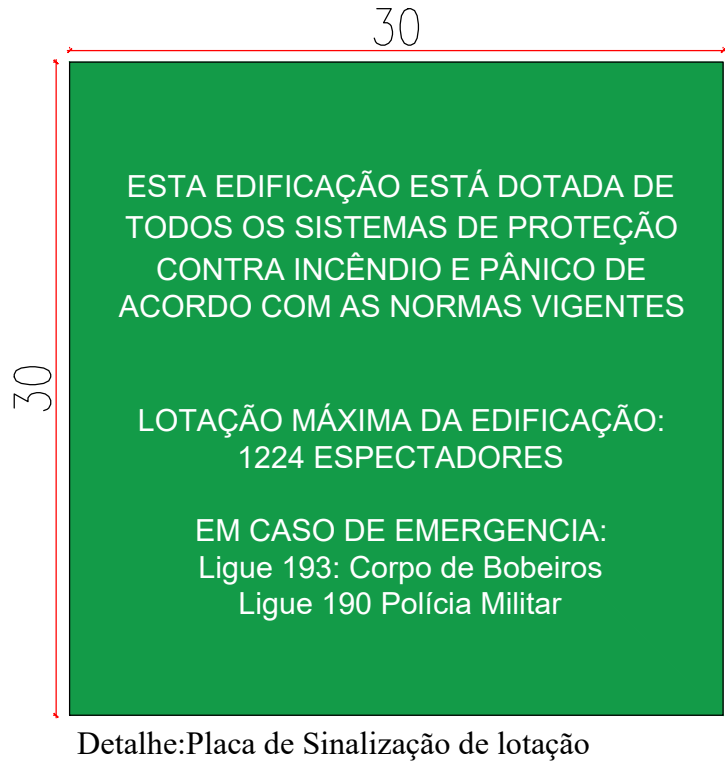 30
30
ESTA EDIFICAÇÃO ESTÁ DOTADA DE
TODOS OS SISTEMAS DE PROTEÇÃO
CONTRA INCÊNDIO E PÂNICO DE
ACORDO COM AS NORMAS VIGENTES
LOTAÇÃO MÁXIMA DA EDIFICAÇÃO:
1224 ESPECTADORES
EM CASO DE EMERGENCIA:
Ligue 193: Corpo de Bobeiros
Ligue 190 Polícia Militar
Detalhe:Placa de Sinalização de lotação